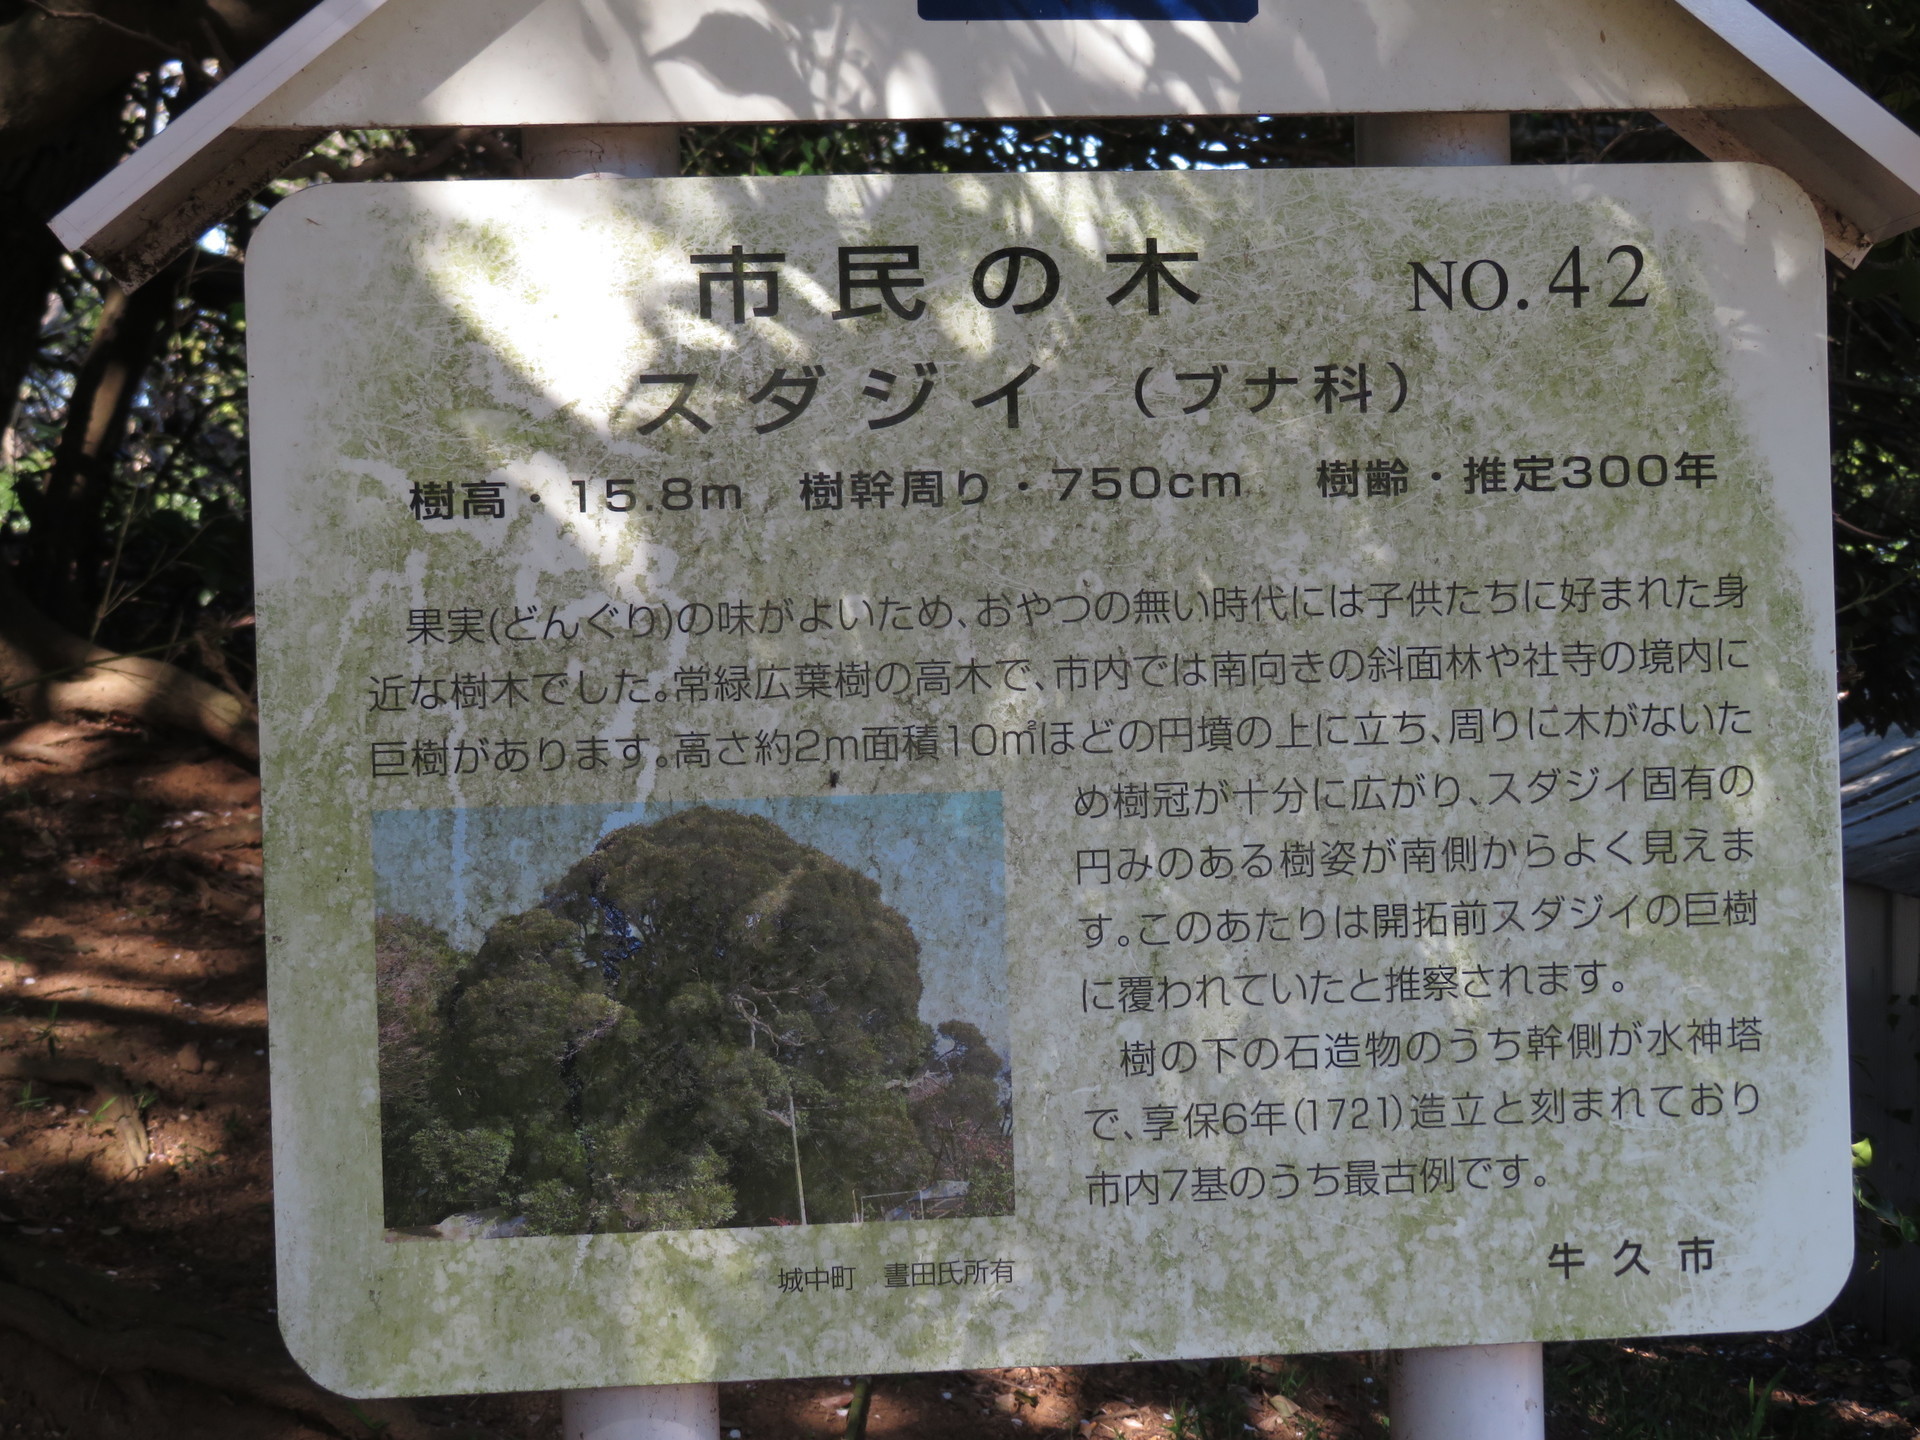 市民の木 NO.42
スダジイ (ブナ科)
樹高・15.8m 樹幹周り・750cm 樹齢・推定300年
果実(どんぐり)の味がよいため、おやつの無い時代には子供たちに好まれた身
近な樹木でした。常緑広葉樹の高木で、市内では南向きの斜面林や社寺の境内に
巨樹があります。高さ約2m面積10㎡ほどの円墳の上に立ち、周りに木がないた
め樹冠が十分に広がり、スダジイ固有の
円みのある樹姿が南側からよく見えま
す。このあたりは開拓前スダジイの巨樹
に覆われていたと推察されます。
樹の下の石造物のうち幹側が水神塔
で、享保6年(1721)造立と刻まれており
市内7基のうち最古例です。
城中町 晝田氏所有
牛久市